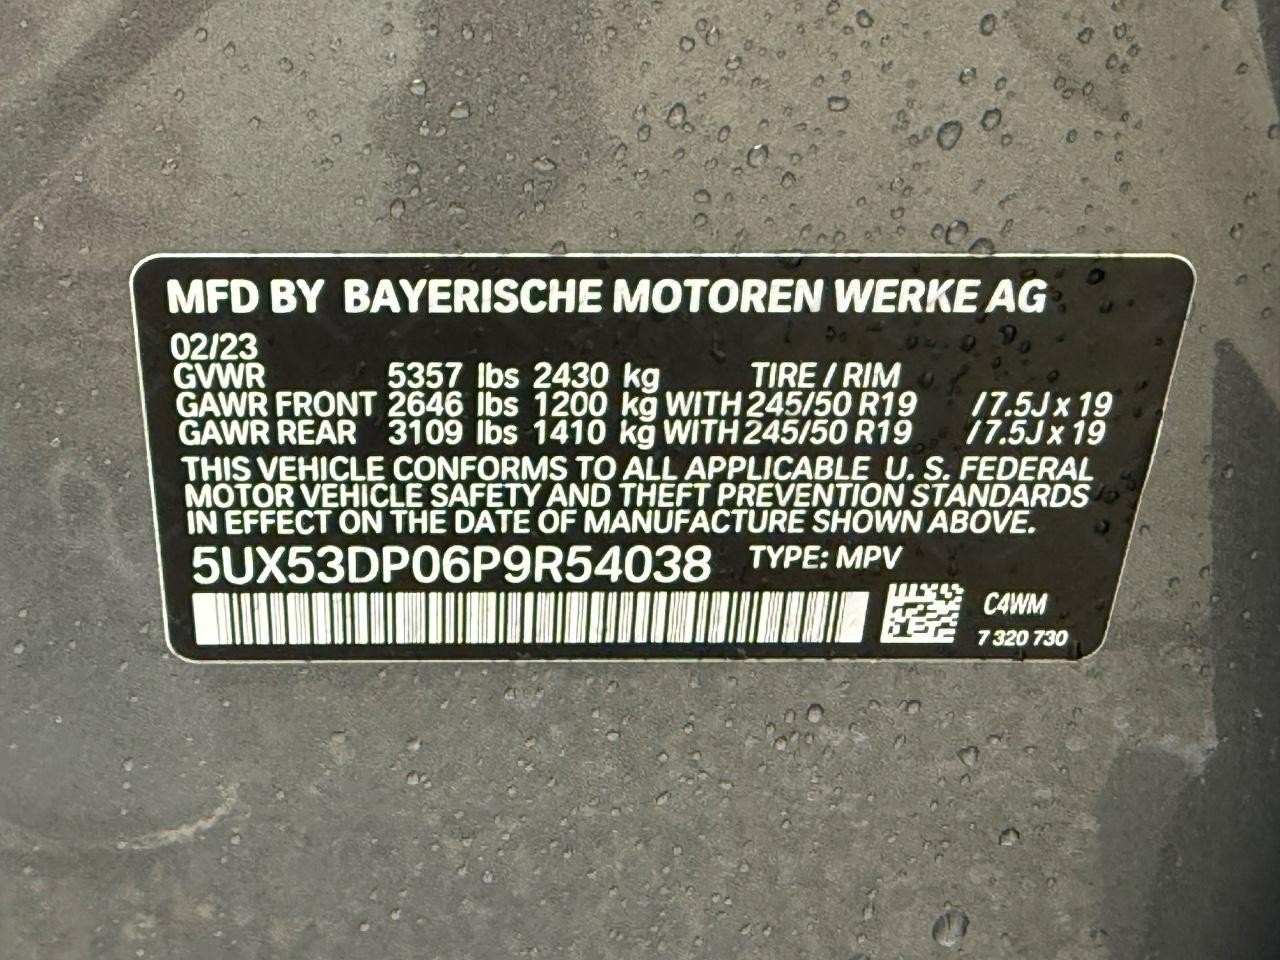 MFD BY BAYERISCHE MOTOREN WERKE AG
02/23
GVWR 5357 lbs 2430 kg TIRE / RIM
GAWR FRONT 2646 lbs 1200 kg WITH 245/50 R19 / 7.5J x 19
GAWR REAR 3109 lbs 1410 kg WITH 245/50 R19 / 7.5J x 19
THIS VEHICLE CONFORMS TO ALL APPLICABLE U. S. FEDERAL
MOTOR VEHICLE SAFETY AND THEFT PREVENTION STANDARDS
IN EFFECT ON THE DATE OF MANUFACTURE SHOWN ABOVE.
5UX53DP06P9R54038 TYPE: MPV
C4WM
7 320 730